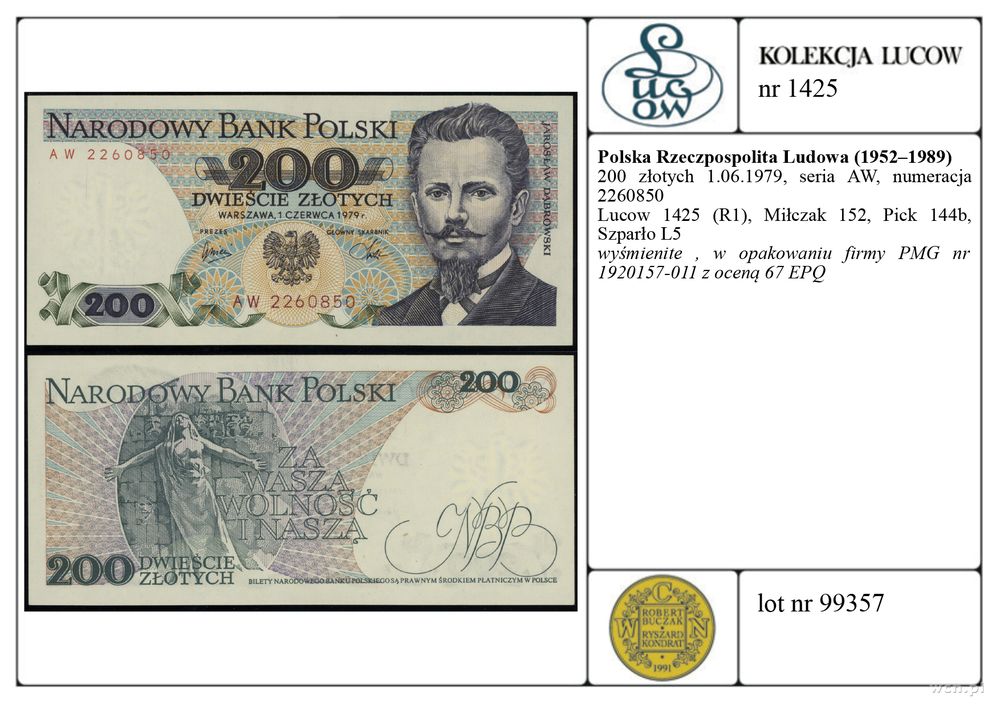 NARODOWY BANK POLSKI
AW 2260850
200
DWIEŚCIE ZŁOTYCH
WARSZAWA, 1 CZERWCA 1979 r.
PREZES
GŁÓWNY SKARBNIK
AW 2260850
200
JAROSŁAW DĄBROWSKI
NARODOWY BANK POLSKI
200
ZA
WASZĄ
WOLNOŚĆ
I NASZĄ
NBP
200 DWIEŚCIE
ZŁOTYCH
BILETY NARODOWEGO BANKU POLSKIEGO SĄ PRAWNYM ŚRODKIEM PŁATNICZYM W POLSCE
Lucow
KOLEKCJA LUCOW
nr 1425
Polska Rzeczpospolita Ludowa (1952–1989)
200 złotych 1.06.1979, seria AW, numeracja
2260850
Lucow 1425 (R1), Miłczak 152, Pick 144b,
Szparło L5
wyśmienite , w opakowaniu firmy PMG nr
1920157-011 z oceną 67 EPQ
W C N
ROBERT
BUCZAK
RYSZARD
KONDRAT
1991
lot nr 99357
wcn.pl